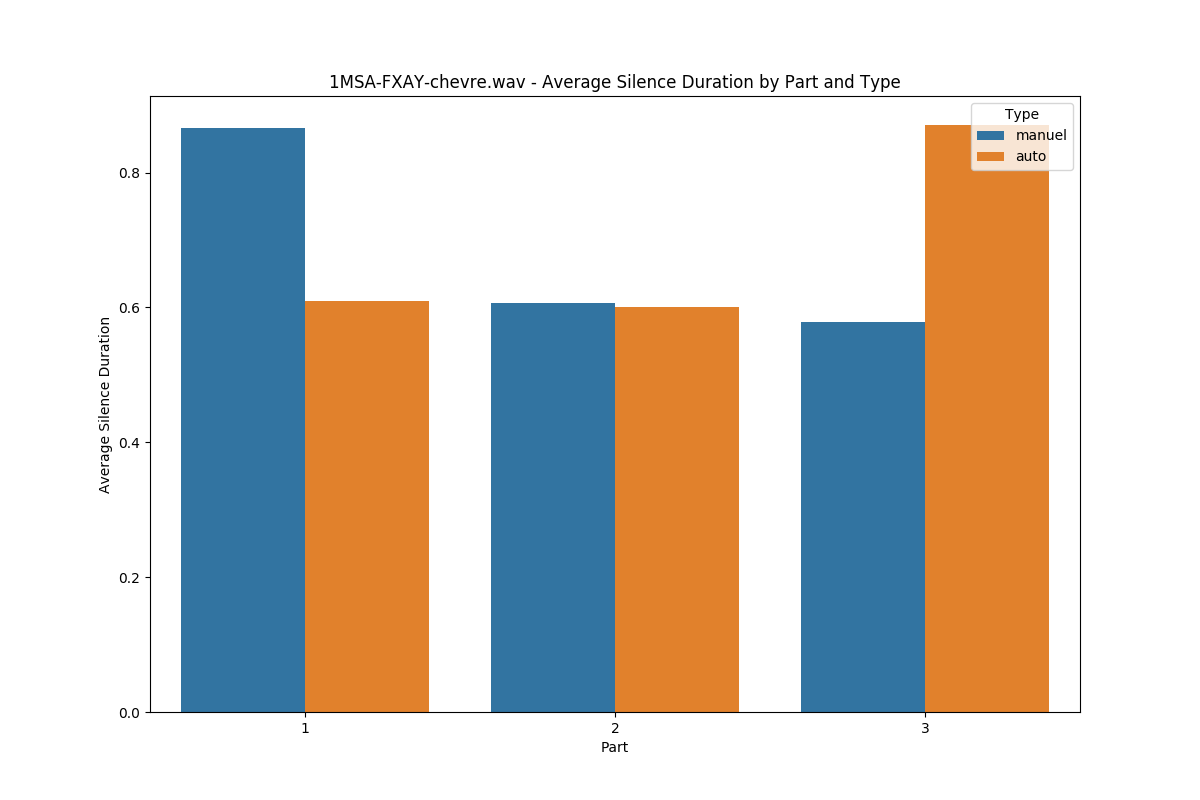 1MSA-FXAY-chevre.wav - Average Silence Duration by Part and Type
Type
manuel
auto
0.8
0.6
0.4
0.2
0.0
Average Silence Duration
1 2 3
Part